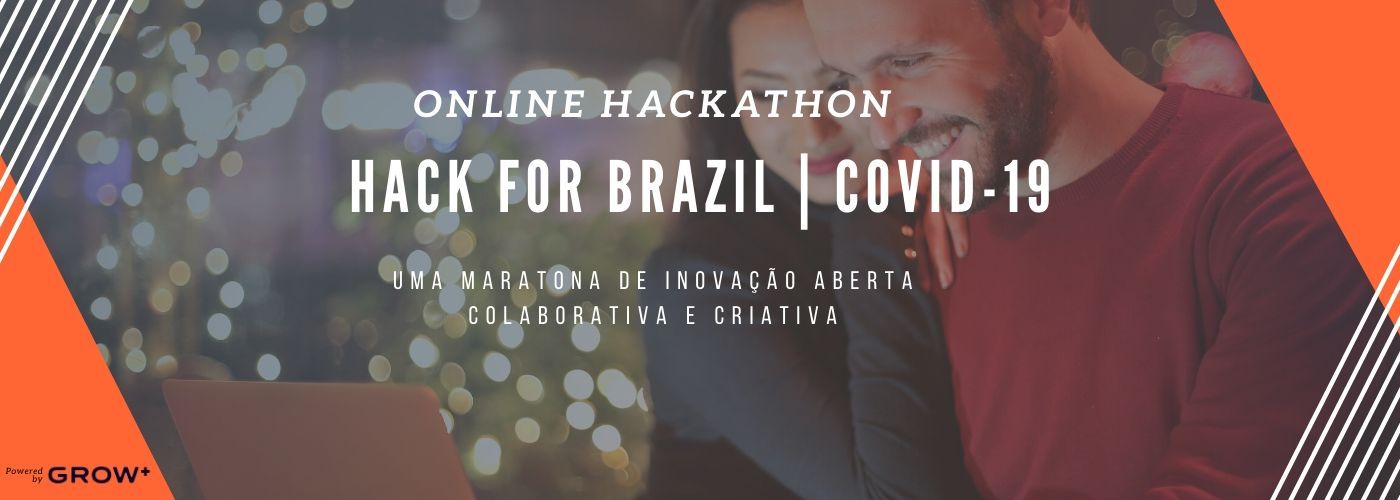 ONLINE HACKATHON
HACK FOR BRAZIL | COVID-19
UMA MARATONA DE INOVAÇÃO ABERTA
COLABORATIVA E CRIATIVA
Powered
by GROW+